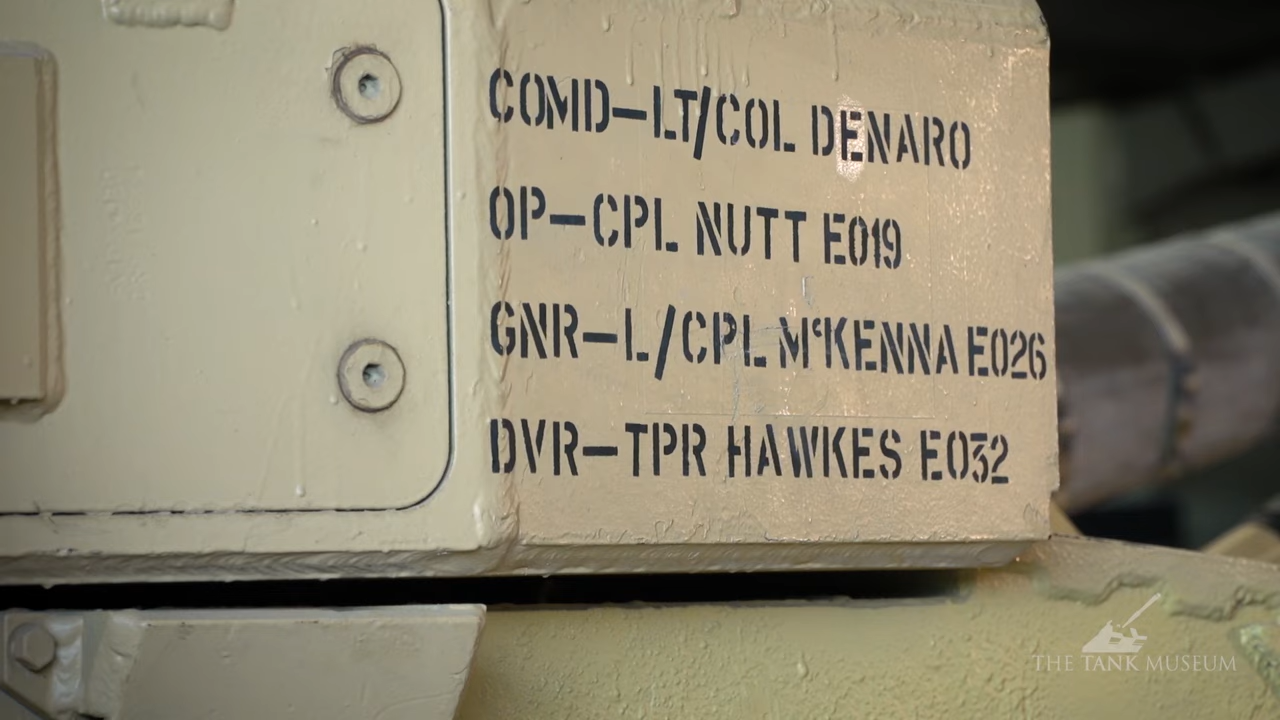 COMD–LT/COL DENARO
OP–CPL NUTT E019
GNR–L/CPL MᶜKENNA E026
DVR–TPR HAWKES E032
THE TANK MUSEUM